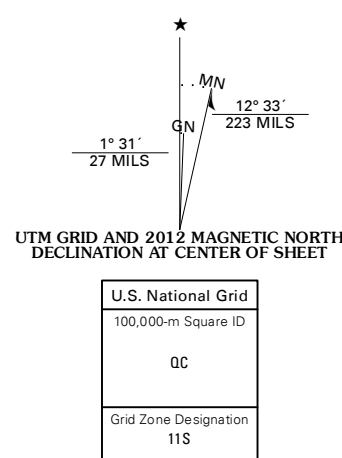 ★
MN
GN
12° 33´
223 MILS
1° 31´
27 MILS
UTM GRID AND 2012 MAGNETIC NORTH
DECLINATION AT CENTER OF SHEET
U.S. National Grid
100,000-m Square ID
QC
Grid Zone Designation
11S